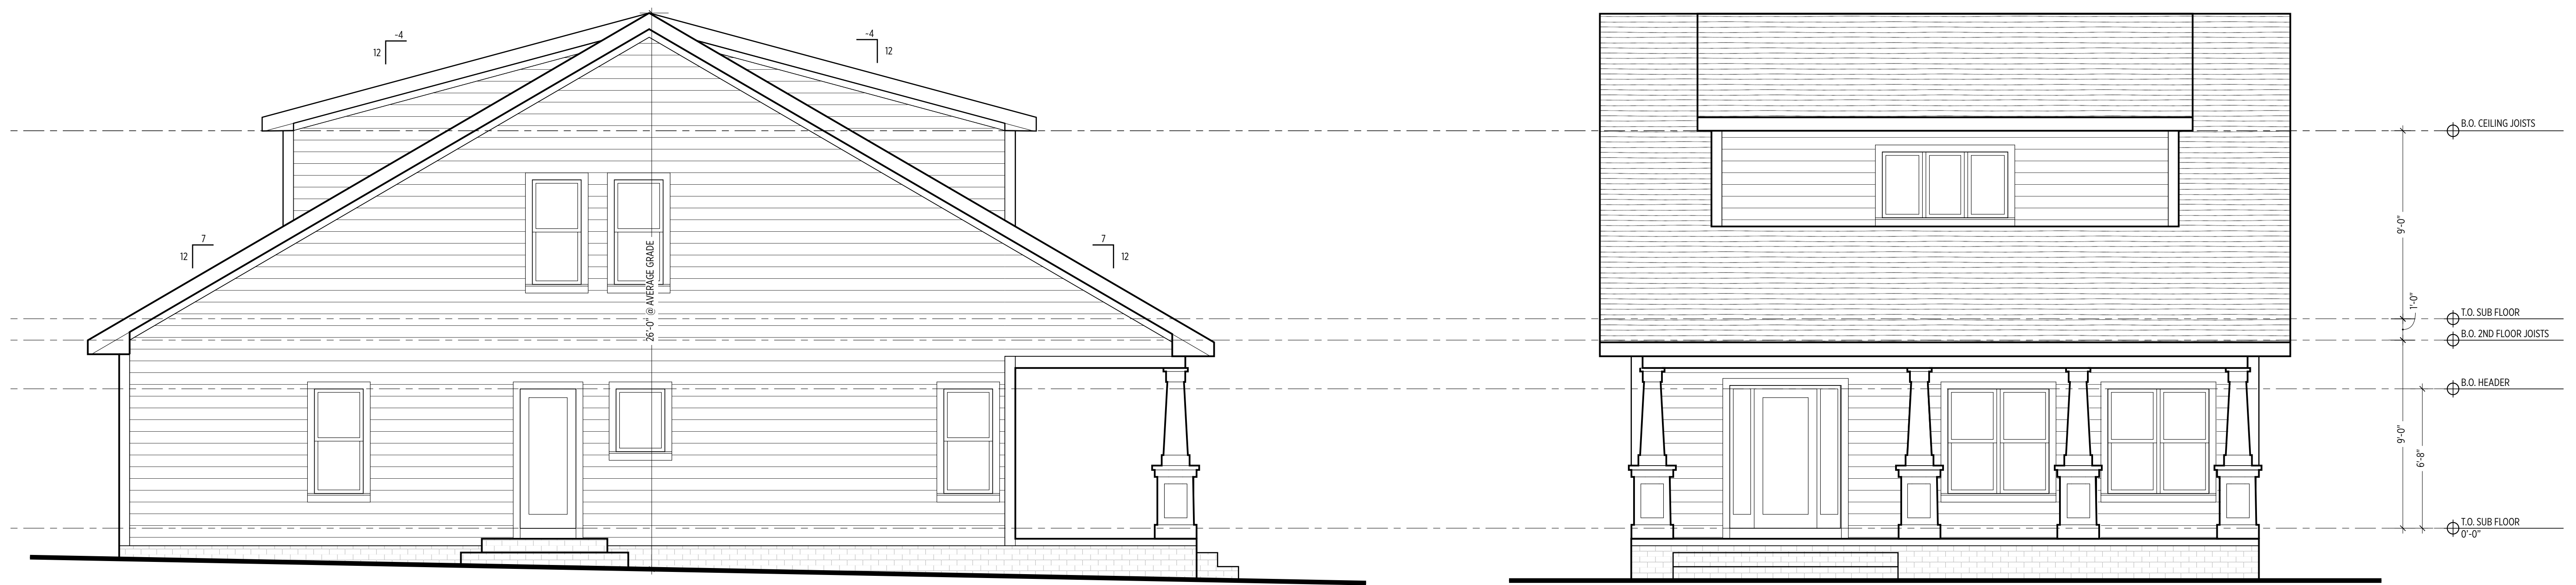 -4
12
-4
12
7
12
7
12
26'-0" @ AVERAGE GRADE
B.O. CEILING JOISTS
9'-0"
1'-0"
T.O. SUB FLOOR
B.O. 2ND FLOOR JOISTS
B.O. HEADER
9'-0"
6'-8"
T.O. SUB FLOOR
0'-0"